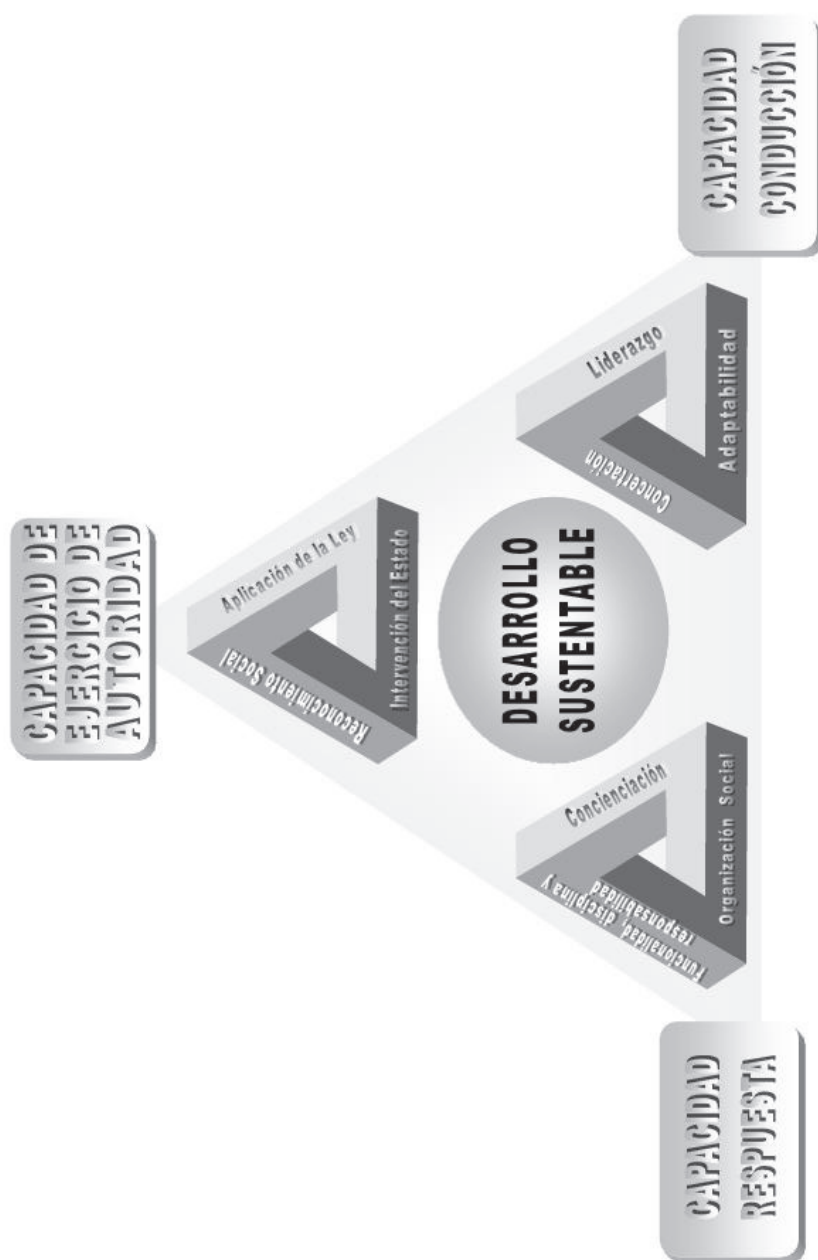 CAPACIDAD DE
EJERCICIO DE
AUTORIDAD
Reconocimiento Social
Aplicación de la Ley
Intervención del Estado
DESARROLLO
SUSTENTABLE
Funcionalidad, disciplina y
responsabilidad
Concienciación
Organización Social
Concertación
Liderazgo
Adaptabilidad
CAPACIDAD
RESPUESTA
CAPACIDAD
CONDUCCIÓN